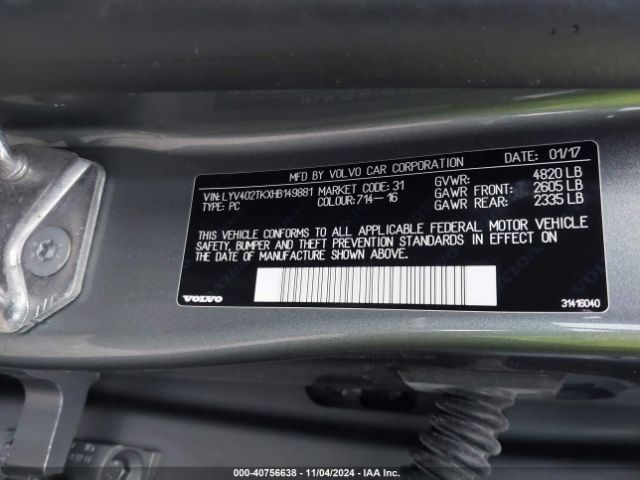 MFD BY VOLVO CAR CORPORATION DATE: 01/17
VIN: LYV402TKXHB149881 MARKET CODE: 31 GVWR: 4820 LB
TYPE: PC COLOUR: 714-16 GAWR FRONT: 2605 LB
GAWR REAR: 2335 LB
THIS VEHICLE CONFORMS TO ALL APPLICABLE FEDERAL MOTOR VEHICLE
SAFETY, BUMPER AND THEFT PREVENTION STANDARDS IN EFFECT ON
THE DATE OF MANUFACTURE SHOWN ABOVE.
VOLVO 31416040
000-40756638 - 11/04/2024 - IAA Inc.